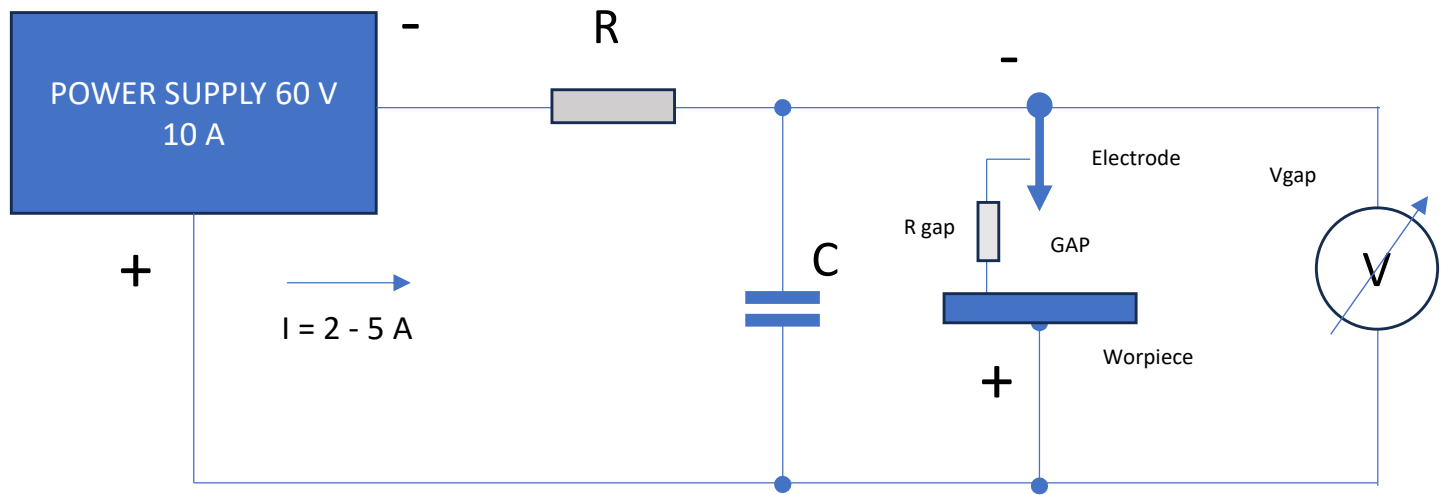 -
R
-
POWER SUPPLY 60 V
10 A
Electrode
Vgap
R gap
GAP
+
C
V
I = 2 - 5 A
Worpiece
+